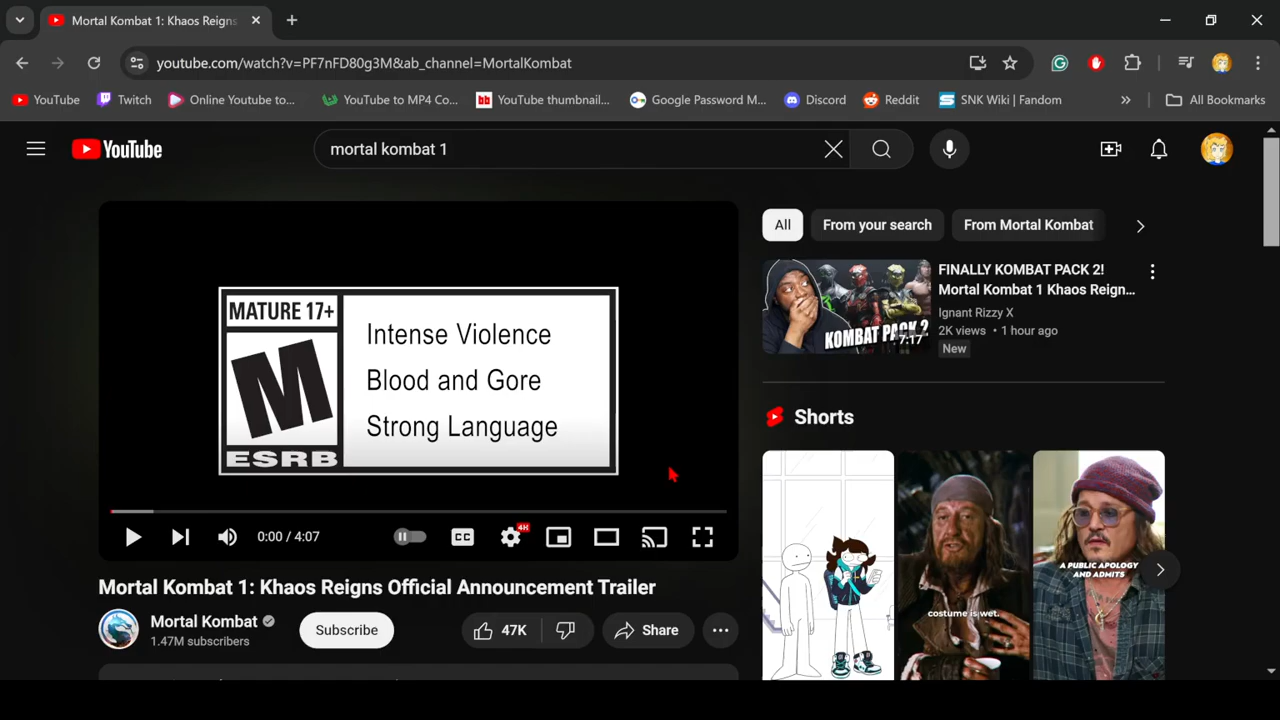 Mortal Kombat 1: Khaos Reigns
youtube.com/watch?v=PF7nFD80g3M&ab_channel=MortalKombat
YouTube
Twitch
Online Youtube to...
YouTube to MP4 Co...
YouTube thumbnail...
Google Password M...
Discord
Reddit
SNK Wiki | Fandom
All Bookmarks
YouTube
mortal kombat 1
MATURE 17+
M
ESRB
Intense Violence
Blood and Gore
Strong Language
0:00 / 4:07
CC
4K
Mortal Kombat 1: Khaos Reigns Official Announcement Trailer
Mortal Kombat
1.47M subscribers
Subscribe
47K
Share
All
From your search
From Mortal Kombat
KOMBAT PACK 2
7:17
FINALLY KOMBAT PACK 2!
Mortal Kombat 1 Khaos Reign...
Ignant Rizzy X
2K views • 1 hour ago
New
Shorts
costume is wet.
A PUBLIC APOLOGY
AND ADMITS